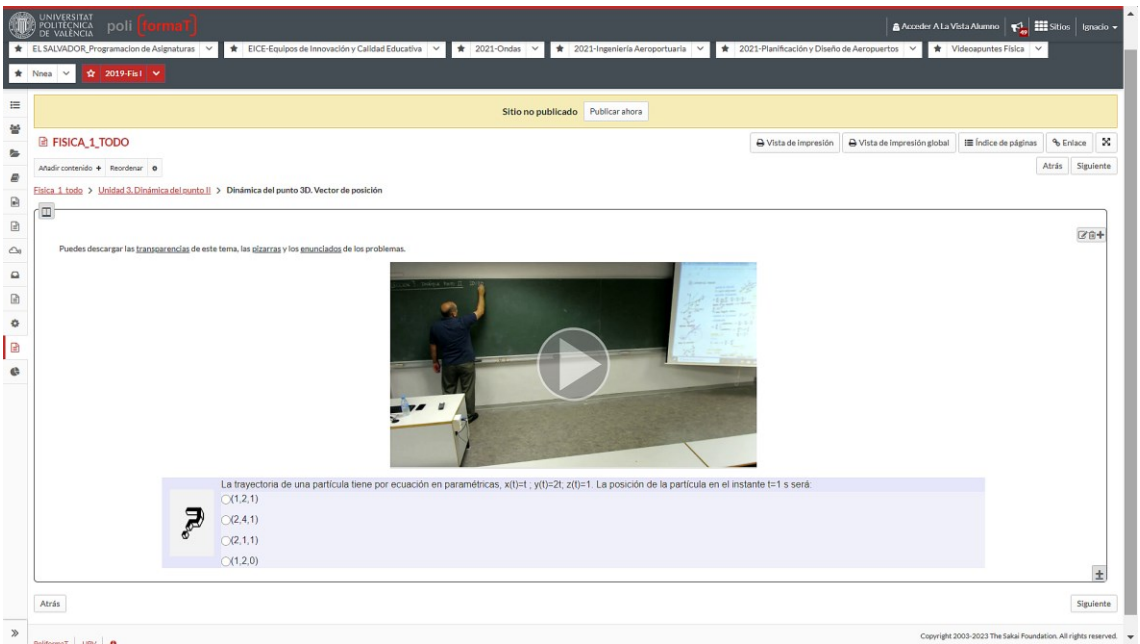 UNIVERSITAT
POLITÈCNICA
DE VALÈNCIA
poli [formaT]
Acceder A La Vista Alumno
Sitios
Ignacio
EL SALVADOR_Programacion de Asignaturas
EICE-Equipos de Innovación y Calidad Educativa
2021-Ondas
2021-Ingeniería Aeroportuaria
2021-Planificación y Diseño de Aeropuertos
Videoapuntes Física
Nnea
2019-Fis I
Sitio no publicado Publicar ahora
FISICA_1_TODO
Vista de impresión
Vista de impresión global
Índice de páginas
Enlace
Añadir contenido + Reordenar
Atrás
Siguiente
Fisica_1_todo > Unidad 3. Dinámica del punto II > Dinámica del punto 3D. Vector de posición
Puedes descargar las transparencias de este tema, las pizarras y los enunciados de los problemas.
La trayectoria de una partícula tiene por ecuación en paramétricas, x(t)=t ; y(t)=2t; z(t)=1. La posición de la partícula en el instante t=1 s será:
(1,2,1)
(2,4,1)
(2,1,1)
(1,2,0)
Atrás
Siguiente
PoliformaT UPV
Copyright 2003-2023 The Sakai Foundation. All rights reserved.